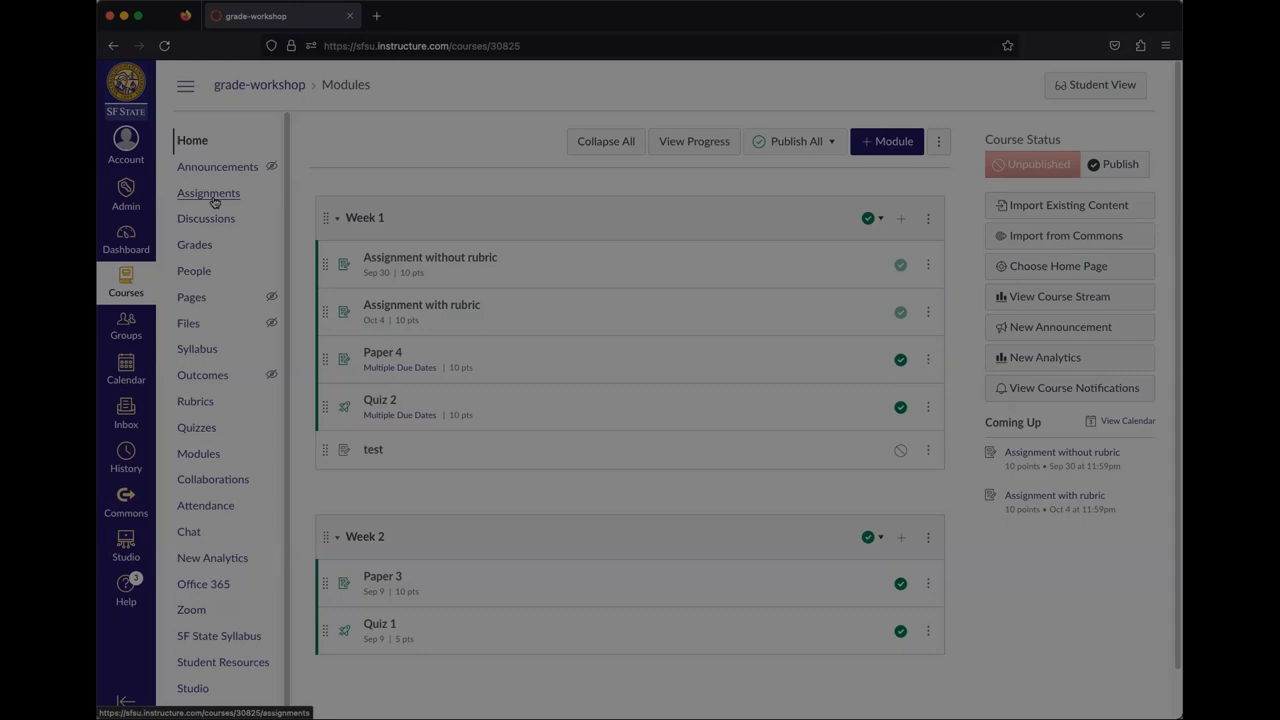 grade-workshop
https://sfsu.instructure.com/courses/30825
SF STATE
Account
Admin
Dashboard
Courses
Groups
Calendar
Inbox
History
Commons
Studio
3
Help
grade-workshop › Modules
Student View
Home
Announcements
Assignments
Discussions
Grades
People
Pages
Files
Syllabus
Outcomes
Rubrics
Quizzes
Modules
Collaborations
Attendance
Chat
New Analytics
Office 365
Zoom
SF State Syllabus
Student Resources
Studio
Collapse All
View Progress
Publish All
+ Module
Week 1
Assignment without rubric
Sep 30 | 10 pts
Assignment with rubric
Oct 4 | 10 pts
Paper 4
Multiple Due Dates | 10 pts
Quiz 2
Multiple Due Dates | 10 pts
test
Week 2
Paper 3
Sep 9 | 10 pts
Quiz 1
Sep 9 | 5 pts
Course Status
Unpublished
Publish
Import Existing Content
Import from Commons
Choose Home Page
View Course Stream
New Announcement
New Analytics
View Course Notifications
Coming Up
View Calendar
Assignment without rubric
10 points • Sep 30 at 11:59pm
Assignment with rubric
10 points • Oct 4 at 11:59pm
https://sfsu.instructure.com/courses/30825/assignments